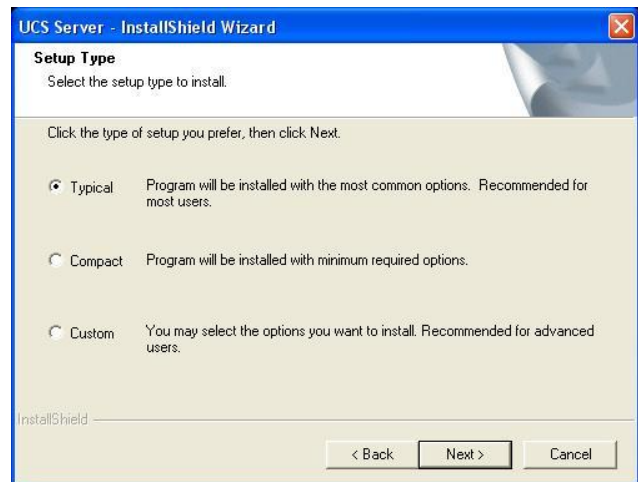 UCS Server - InstallShield Wizard
Setup Type
Select the setup type to install.
Click the type of setup you prefer, then click Next.
Typical
Program will be installed with the most common options. Recommended for
most users.
Compact
Program will be installed with minimum required options.
Custom
You may select the options you want to install. Recommended for advanced
users.
InstallShield
< Back
Next >
Cancel